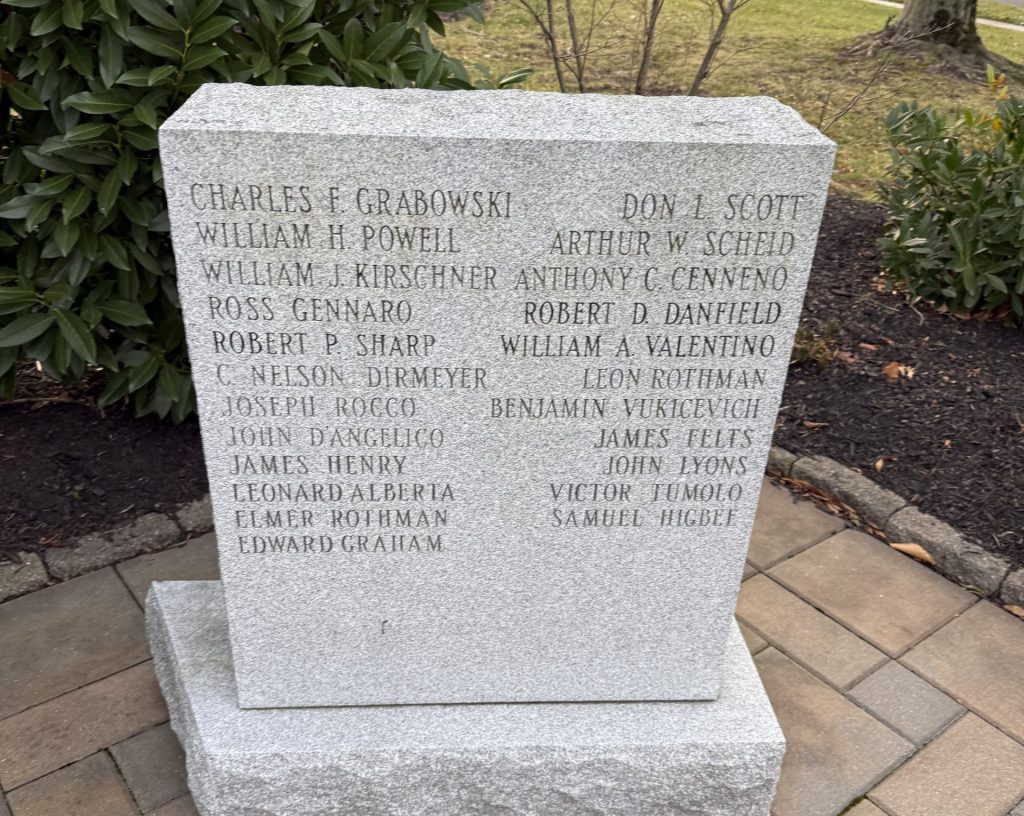 CHARLES F. GRABOWSKI
WILLIAM H. POWELL
WILLIAM J. KIRSCHNER
ROSS GENNARO
ROBERT P. SHARP
C. NELSON DIRMEYER
JOSEPH ROCCO
JOHN D'ANGELICO
JAMES HENRY
LEONARD ALBERTA
ELMER ROTHMAN
EDWARD GRAHAM
DON L. SCOTT
ARTHUR W. SCHEID
ANTHONY C. CENNENO
ROBERT D. DANFIELD
WILLIAM A. VALENTINO
LEON ROTHMAN
BENJAMIN VUKICEVICH
JAMES FELTS
JOHN LYONS
VICTOR TUMOLO
SAMUEL HIGBEE